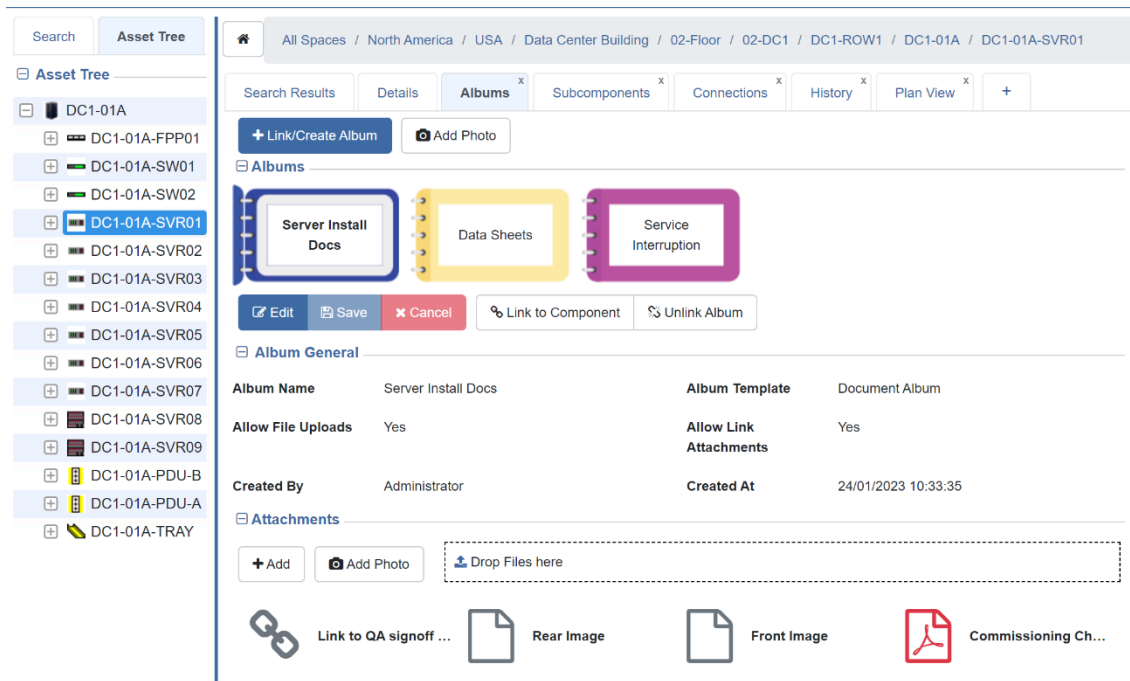 Search
Asset Tree
Asset Tree
DC1-01A
DC1-01A-FPP01
DC1-01A-SW01
DC1-01A-SW02
DC1-01A-SVR01
DC1-01A-SVR02
DC1-01A-SVR03
DC1-01A-SVR04
DC1-01A-SVR05
DC1-01A-SVR06
DC1-01A-SVR07
DC1-01A-SVR08
DC1-01A-SVR09
DC1-01A-PDU-B
DC1-01A-PDU-A
DC1-01A-TRAY
All Spaces / North America / USA / Data Center Building / 02-Floor / 02-DC1 / DC1-ROW1 / DC1-01A / DC1-01A-SVR01
Search Results Details Albums x Subcomponents x Connections x History x Plan View x +
+ Link/Create Album Add Photo
Albums
Server Install
Docs
Data Sheets
Service
Interruption
Edit Save x Cancel Link to Component Unlink Album
Album General
Album Name Server Install Docs Album Template Document Album
Allow File Uploads Yes Allow Link Yes
Attachments
Created By Administrator Created At 24/01/2023 10:33:35
Attachments
+ Add Add Photo Drop Files here
Link to QA signoff ... Rear Image Front Image Commissioning Ch...